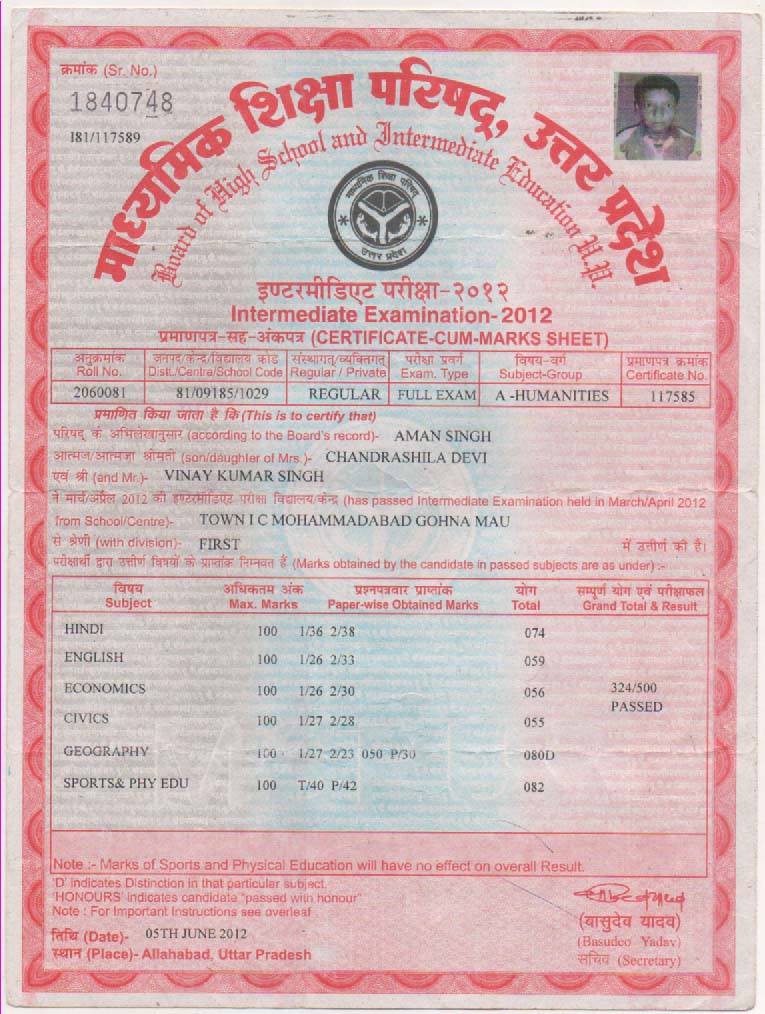 क्रमांक (Sr. No.)
1840748
I81/117589
माध्यमिक शिक्षा परिषद्, उत्तर प्रदेश
Board of High School and Intermediate Education U.P.
माध्यमिक शिक्षा परिषद्
उत्तर प्रदेश
इण्टरमीडिएट परीक्षा-२०१२
Intermediate Examination-2012
प्रमाणपत्र-सह-अंकपत्र (CERTIFICATE-CUM-MARKS SHEET)
अनुक्रमांक जनपद/केन्द्र/विद्यालय कोड संस्थागत/व्यक्तिगत परीक्षा प्रवर्ग विषय-वर्ग प्रमाणपत्र क्रमांक
Roll No. Distt./Centre/School Code Regular / Private Exam. Type Subject-Group Certificate No.
2060081 81/09185/1029 REGULAR FULL EXAM A -HUMANITIES 117585
प्रमाणित किया जाता है कि (This is to certify that)
परिषद् के अभिलेखानुसार (according to the Board's record)- AMAN SINGH
आत्मज/आत्मजा श्रीमती (son/daughter of Mrs.)- CHANDRASHILA DEVI
एवं श्री (and Mr.)- VINAY KUMAR SINGH
ने मार्च/अप्रैल 2012 की इण्टरमीडिएट परीक्षा विद्यालय/केन्द्र (has passed Intermediate Examination held in March/April 2012
from School/Centre)- TOWN I C MOHAMMADABAD GOHNA MAU
से श्रेणी (with division)- FIRST में उत्तीर्ण की है।
परीक्षार्थी द्वारा उत्तीर्ण विषयों के प्राप्तांक निम्नवत हैं (Marks obtained by the candidate in passed subjects are as under) :-
विषय अधिकतम अंक प्रश्नपत्रवार प्राप्तांक योग सम्पूर्ण योग एवं परीक्षाफल
Subject Max. Marks Paper-wise Obtained Marks Total Grand Total & Result
HINDI 100 1/36 2/38 074
ENGLISH 100 1/26 2/33 059
ECONOMICS 100 1/26 2/30 056 324/500
PASSED
CIVICS 100 1/27 2/28 055
GEOGRAPHY 100 1/27 2/23 050 P/30 080D
SPORTS& PHY EDU 100 T/40 P/42 082
Note :- Marks of Sports and Physical Education will have no effect on overall Result.
'D' indicates Distinction in that particular subject.
'HONOURS' indicates candidate "passed with honour"
Note : For Important Instructions see overleaf
तिथि (Date)- 05TH JUNE 2012
स्थान (Place)- Allahabad, Uttar Pradesh
(बासुदेव यादव)
(Basudeo Yadav)
सचिव (Secretary)